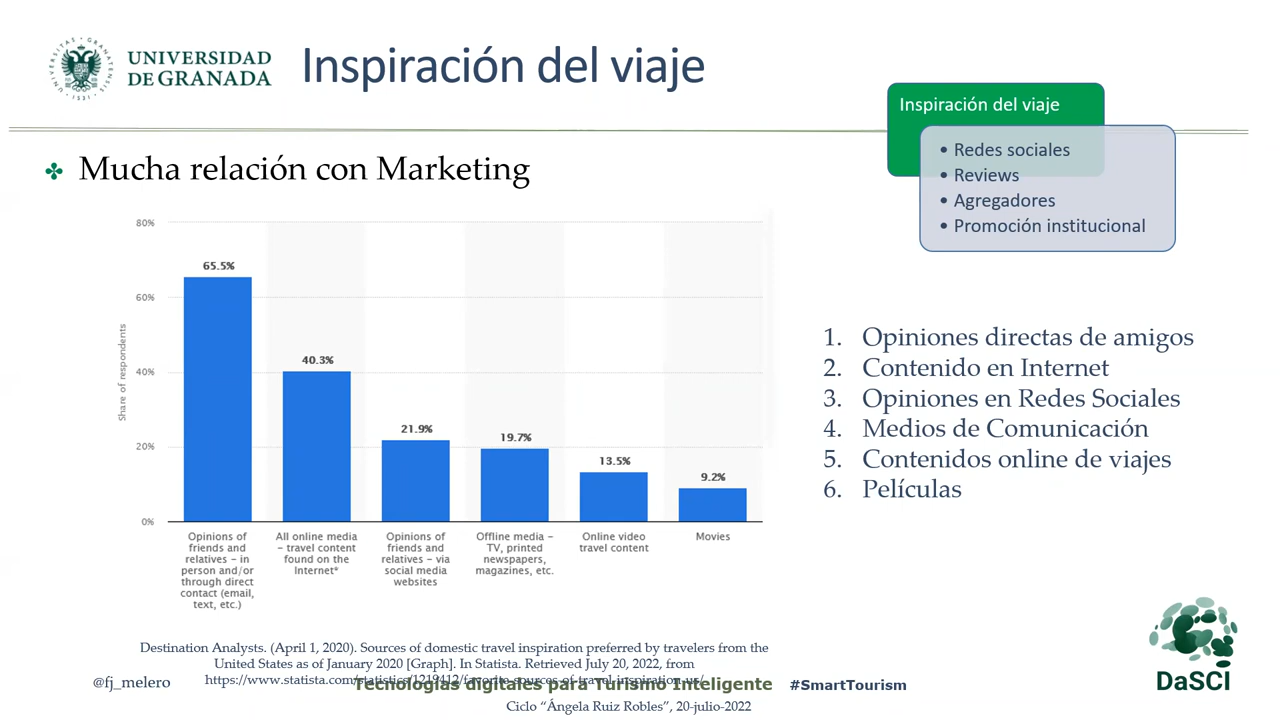 UNIVERSIDAD
DE GRANADA
Inspiración del viaje
Inspiración del viaje
• Redes sociales
• Reviews
• Agregadores
• Promoción institucional
Mucha relación con Marketing
80%
60%
40%
20%
0%
Share of respondents
65.5%
40.3%
21.9%
19.7%
13.5%
9.2%
Opinions of
friends and
relatives – in
person and/or
through direct
contact (email,
text, etc.)
All online media
– travel content
found on the
Internet*
Opinions of
friends and
relatives – via
social media
websites
Offline media –
TV, printed
newspapers,
magazines, etc.
Online video
travel content
Movies
1. Opiniones directas de amigos
2. Contenido en Internet
3. Opiniones en Redes Sociales
4. Medios de Comunicación
5. Contenidos online de viajes
6. Películas
Destination Analysts. (April 1, 2020). Sources of domestic travel inspiration preferred by travelers from the
United States as of January 2020 [Graph]. In Statista. Retrieved July 20, 2022, from
https://www.statista.com/statistics/1219412/favorite-sources-of-travel-inspiration-us/
@fj_melero
Tecnologías digitales para Turismo Inteligente
#SmartTourism
Ciclo “Ángela Ruiz Robles”, 20-julio-2022
DaSCI